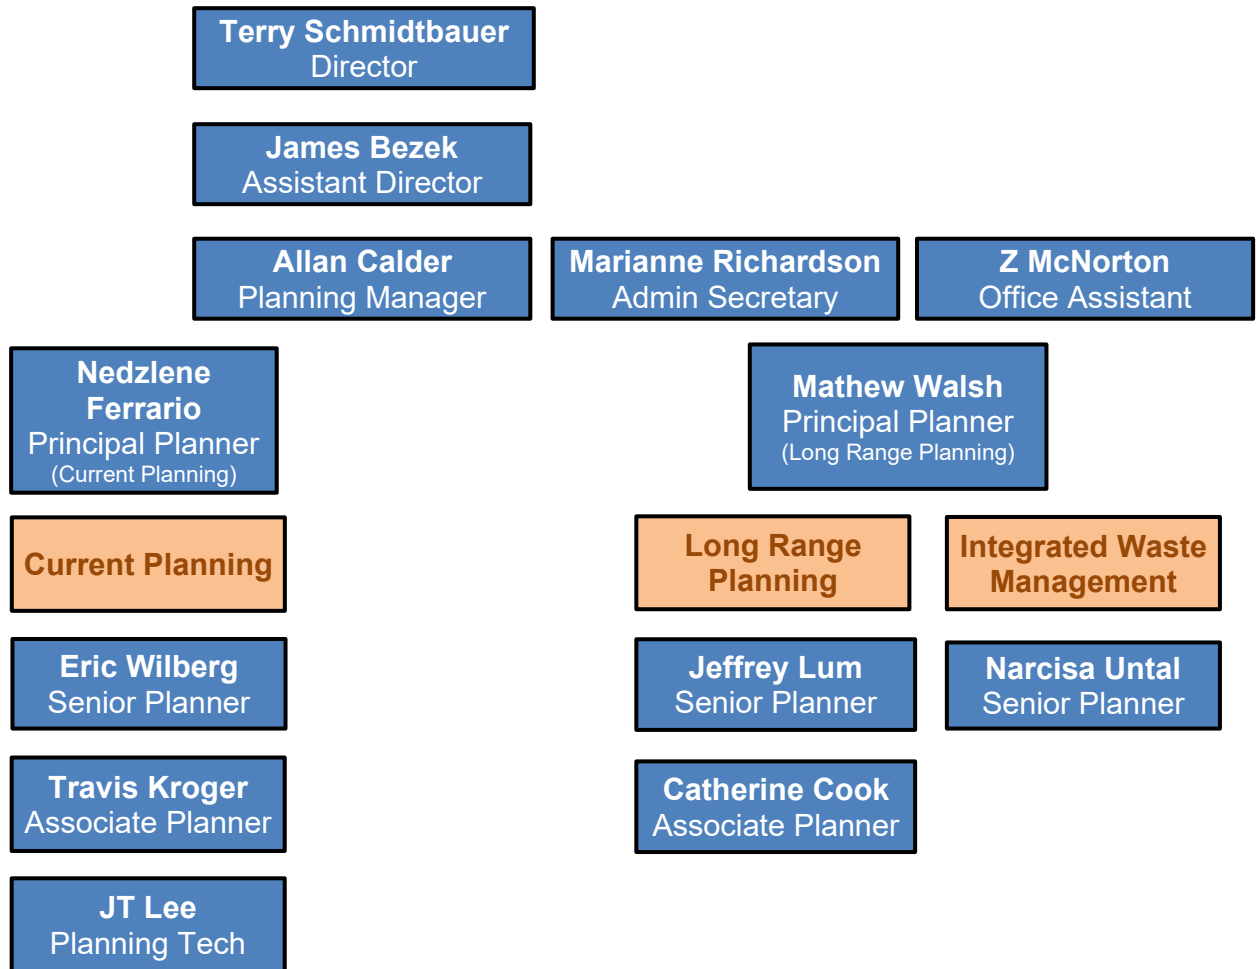 Terry Schmidtbauer
Director
James Bezek
Assistant Director
Allan Calder
Planning Manager
Marianne Richardson
Admin Secretary
Z McNorton
Office Assistant
Nedzlene
Ferrario
Principal Planner
(Current Planning)
Mathew Walsh
Principal Planner
(Long Range Planning)
Current Planning
Long Range
Planning
Integrated Waste
Management
Eric Wilberg
Senior Planner
Jeffrey Lum
Senior Planner
Narcisa Untal
Senior Planner
Travis Kroger
Associate Planner
Catherine Cook
Associate Planner
JT Lee
Planning Tech